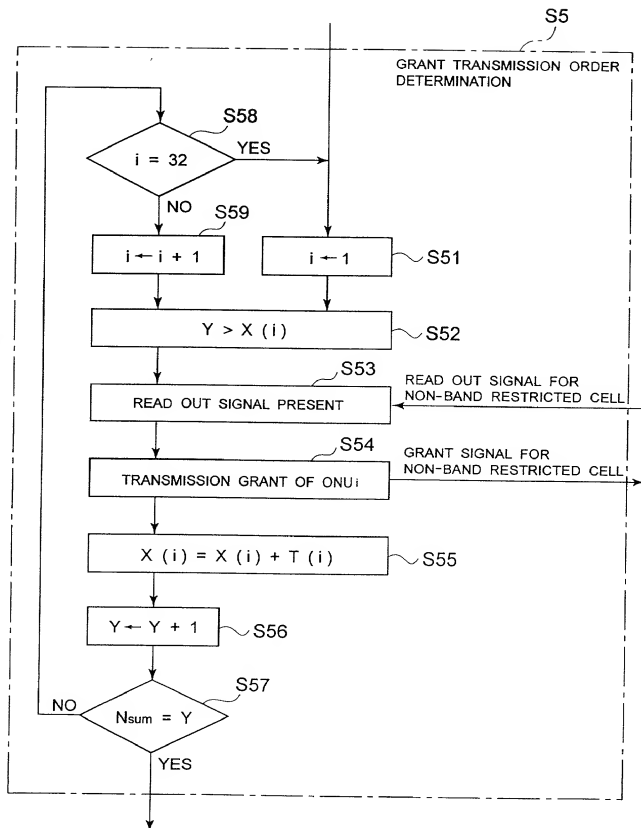 S5
GRANT TRANSMISSION ORDER
DETERMINATION
S58
i = 32
YES
NO
S59
i ← i + 1
i ← 1
S51
Y > X (i)
S52
S53
READ OUT SIGNAL PRESENT
READ OUT SIGNAL FOR
NON-BAND RESTRICTED CELL
S54
TRANSMISSION GRANT OF ONU i
GRANT SIGNAL FOR
NON-BAND RESTRICTED CELL
X (i) = X (i) + T (i)
S55
Y ← Y + 1
S56
S57
NO
Nsum = Y
YES